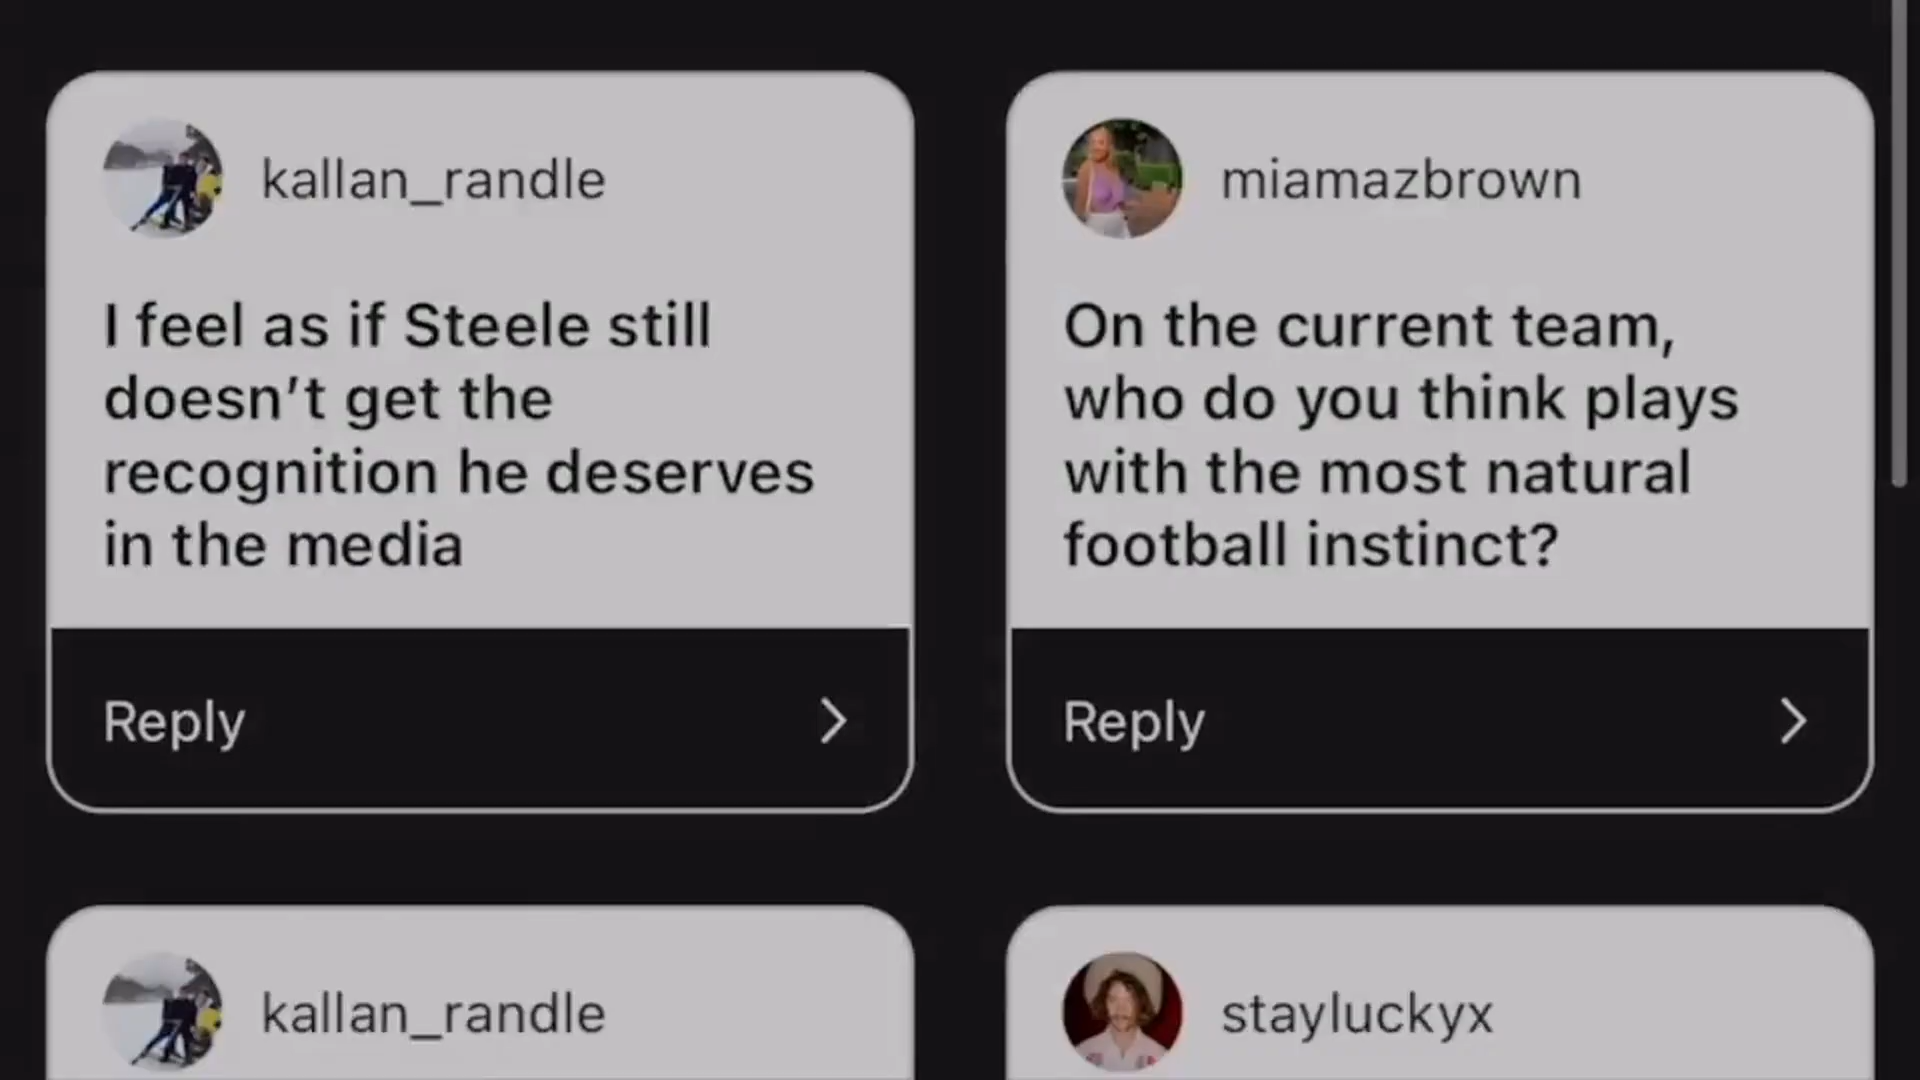 kallan_randle
I feel as if Steele still
doesn’t get the
recognition he deserves
in the media
Reply
miamazbrown
On the current team,
who do you think plays
with the most natural
football instinct?
Reply
kallan_randle
stayluckyx